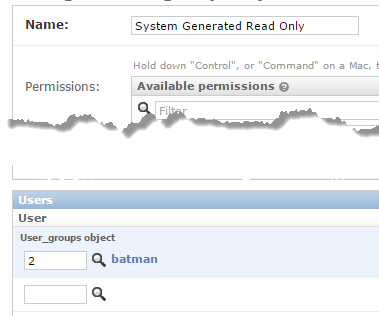 Name: System Generated Read Only
Hold down "Control", or "Command" on a Mac, t
Permissions: Available permissions
Filter
Users
User
User_groups object
2 batman